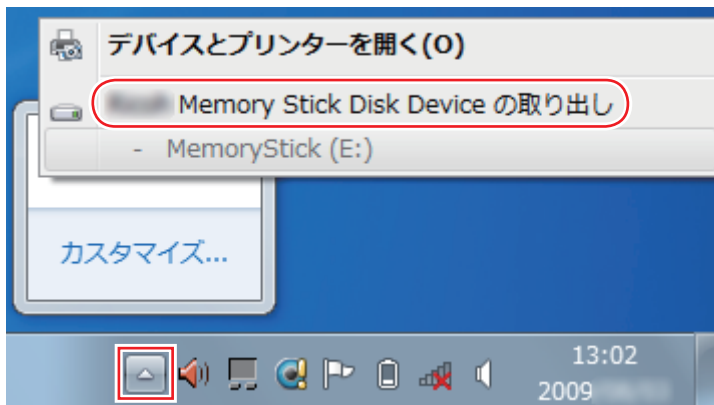 デバイスとプリンターを開く(O)
Memory Stick Disk Device の取り出し
- MemoryStick (E:)
カスタマイズ...
13:02
2009